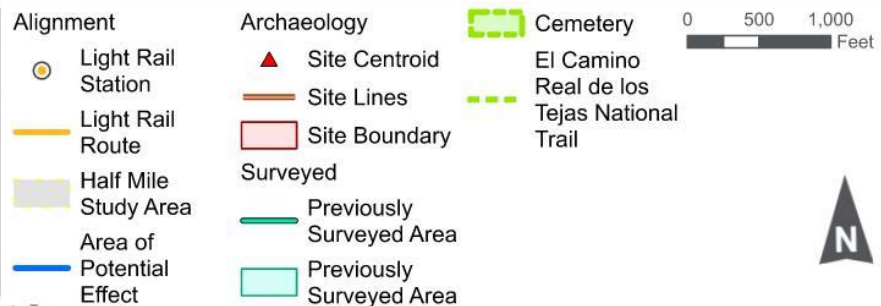 Alignment
Light Rail
Station
Light Rail
Route
Half Mile
Study Area
Area of
Potential
Effect
Archaeology
Site Centroid
Site Lines
Site Boundary
Surveyed
Previously
Surveyed Area
Previously
Surveyed Area
Cemetery
El Camino
Real de los
Tejas National
Trail
0 500 1,000
Feet
N